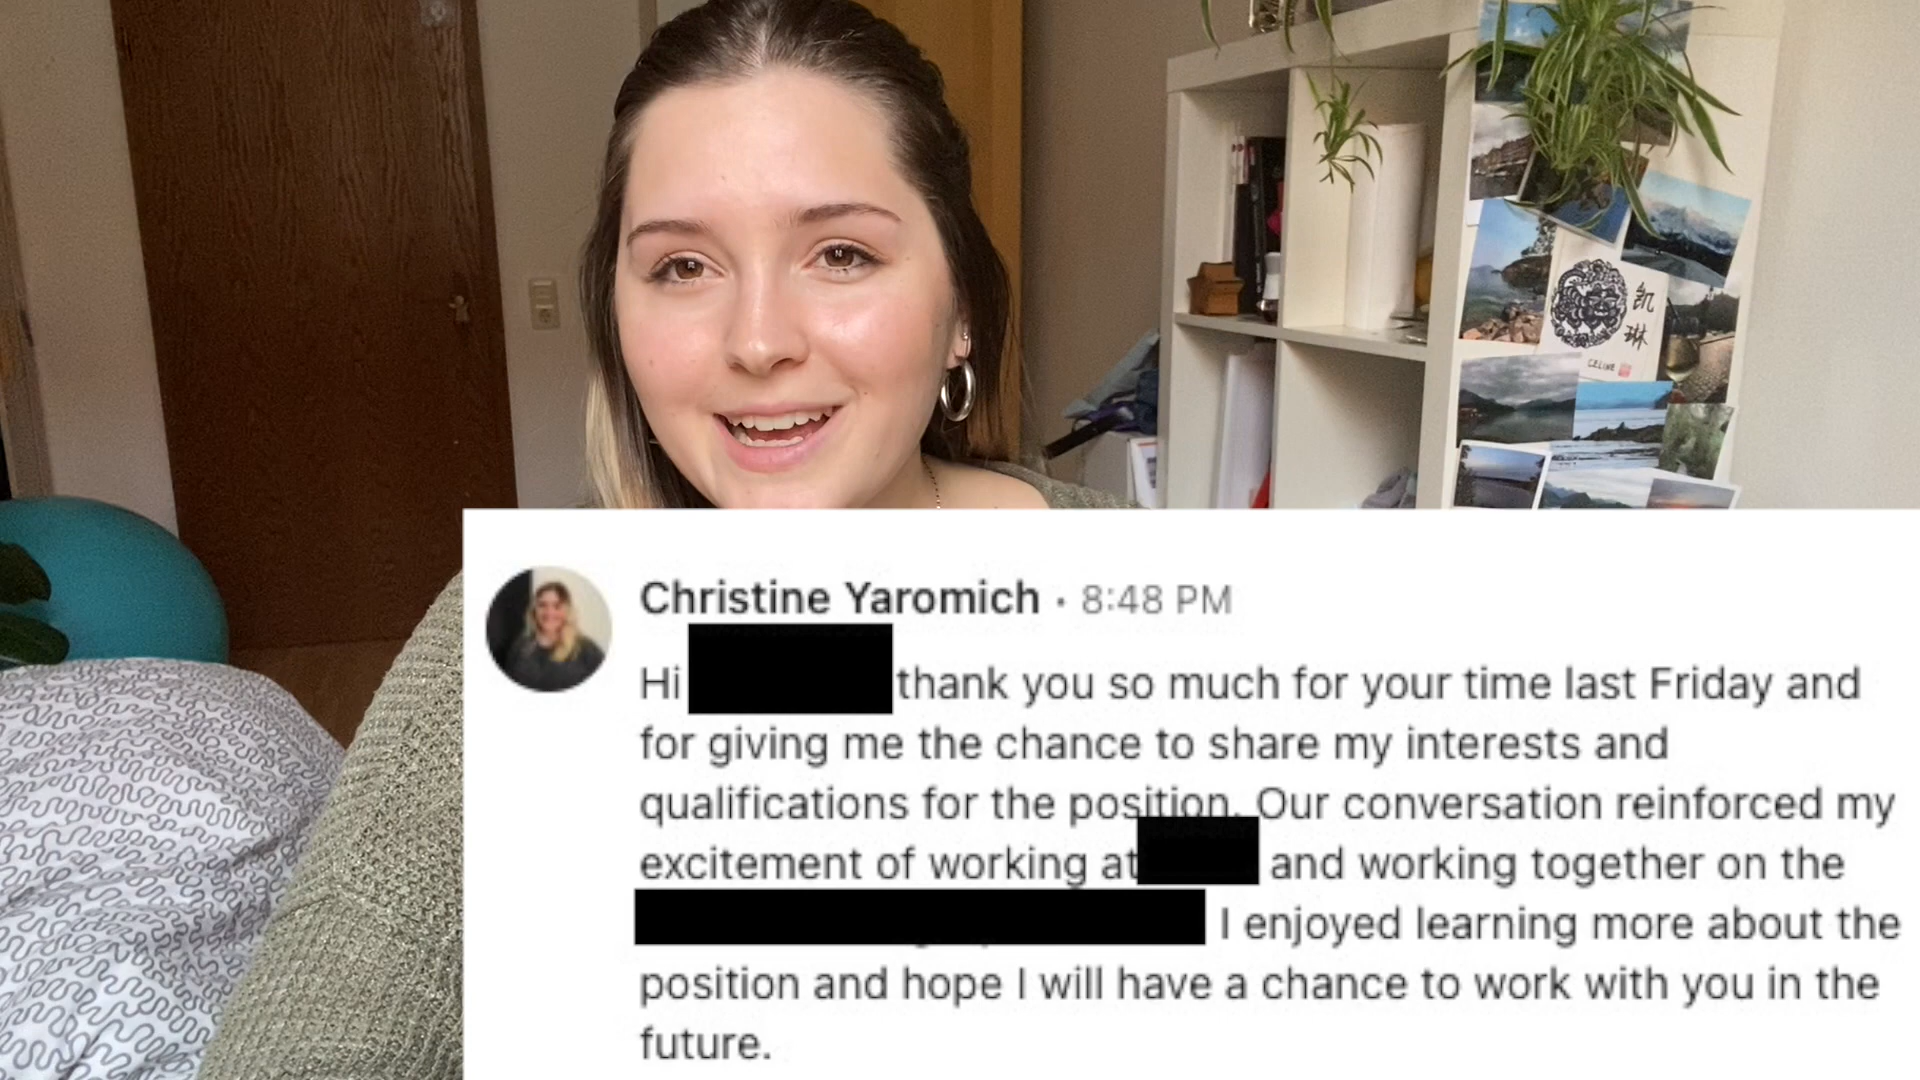 凯
琳
CELINE
Christine Yaromich · 8:48 PM
Hi thank you so much for your time last Friday and
for giving me the chance to share my interests and
qualifications for the position. Our conversation reinforced my
excitement of working at and working together on the
I enjoyed learning more about the
position and hope I will have a chance to work with you in the
future.